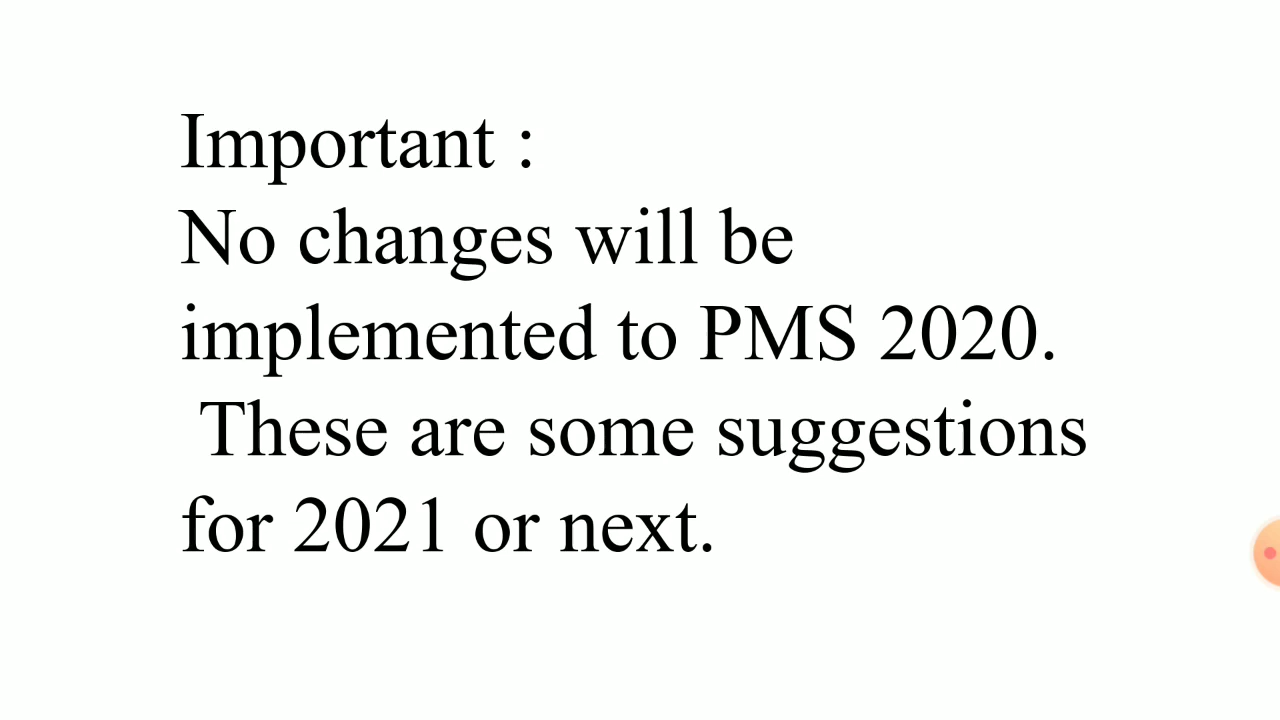 Important :
No changes will be
implemented to PMS 2020.
These are some suggestions
for 2021 or next.